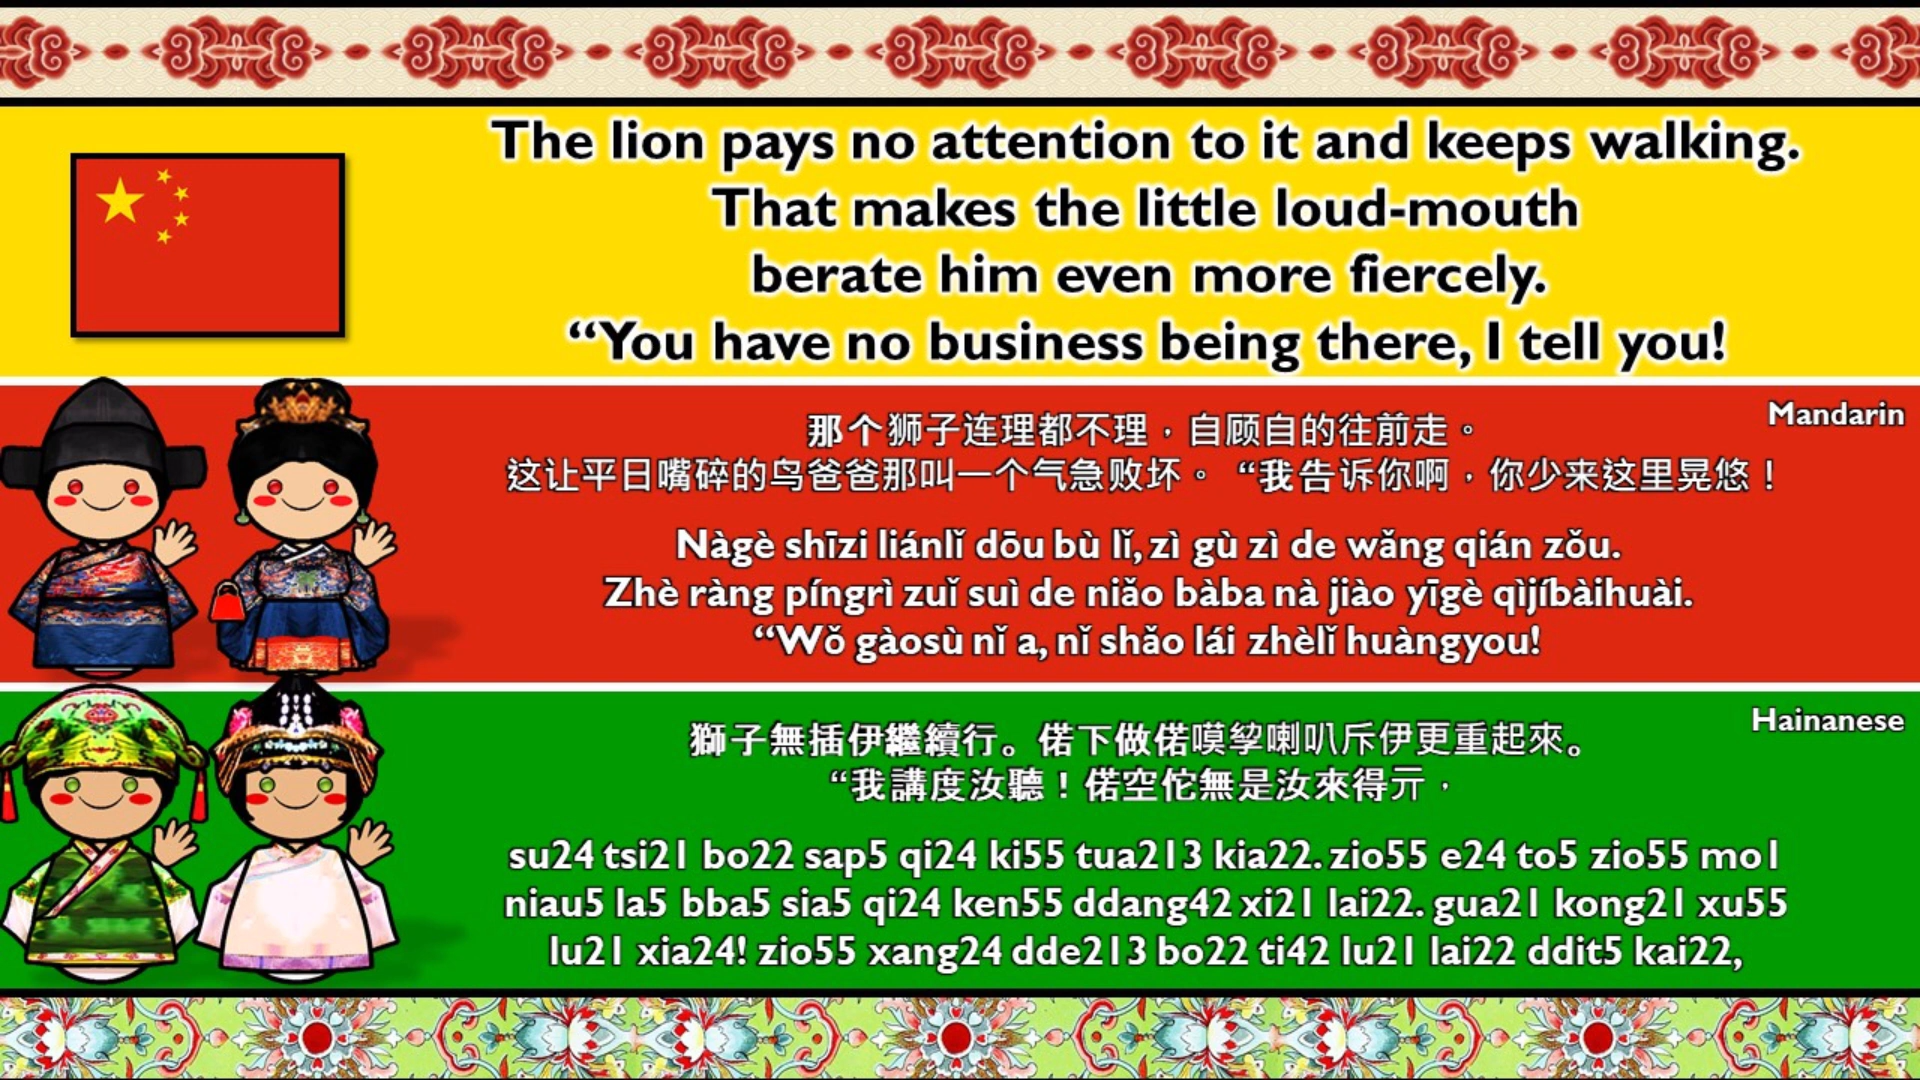 The lion pays no attention to it and keeps walking.
That makes the little loud-mouth
berate him even more fiercely.
“You have no business being there, I tell you!
Mandarin
那个狮子连理都不理，自顾自的往前走。
这让平日嘴碎的鸟爸爸那叫一个气急败坏。“我告诉你啊，你少来这里晃悠！
Nàgè shīzi liánlǐ dōu bù lǐ, zì gù zì de wǎng qián zǒu.
Zhè ràng píngrì zuǐ suì de niǎo bàba nà jiào yīgè qìjíbàihuài.
“Wǒ gàosù nǐ a, nǐ shǎo lái zhèlǐ huàngyou!
Hainanese
獅子無插伊繼續行。偌下做偌嗼孧喇叭斥伊更重起來。
“我講度汝聽！偌空佗無是汝來得亓，
su24 tsi21 bo22 sap5 qi24 ki55 tua213 kia22. zio55 e24 to5 zio55 mo1
niau5 la5 bba5 sia5 qi24 ken55 ddang42 xi21 lai22. gua21 kong21 xu55
lu21 xia24! zio55 xang24 dde213 bo22 ti42 lu21 lai22 ddit5 kai22,